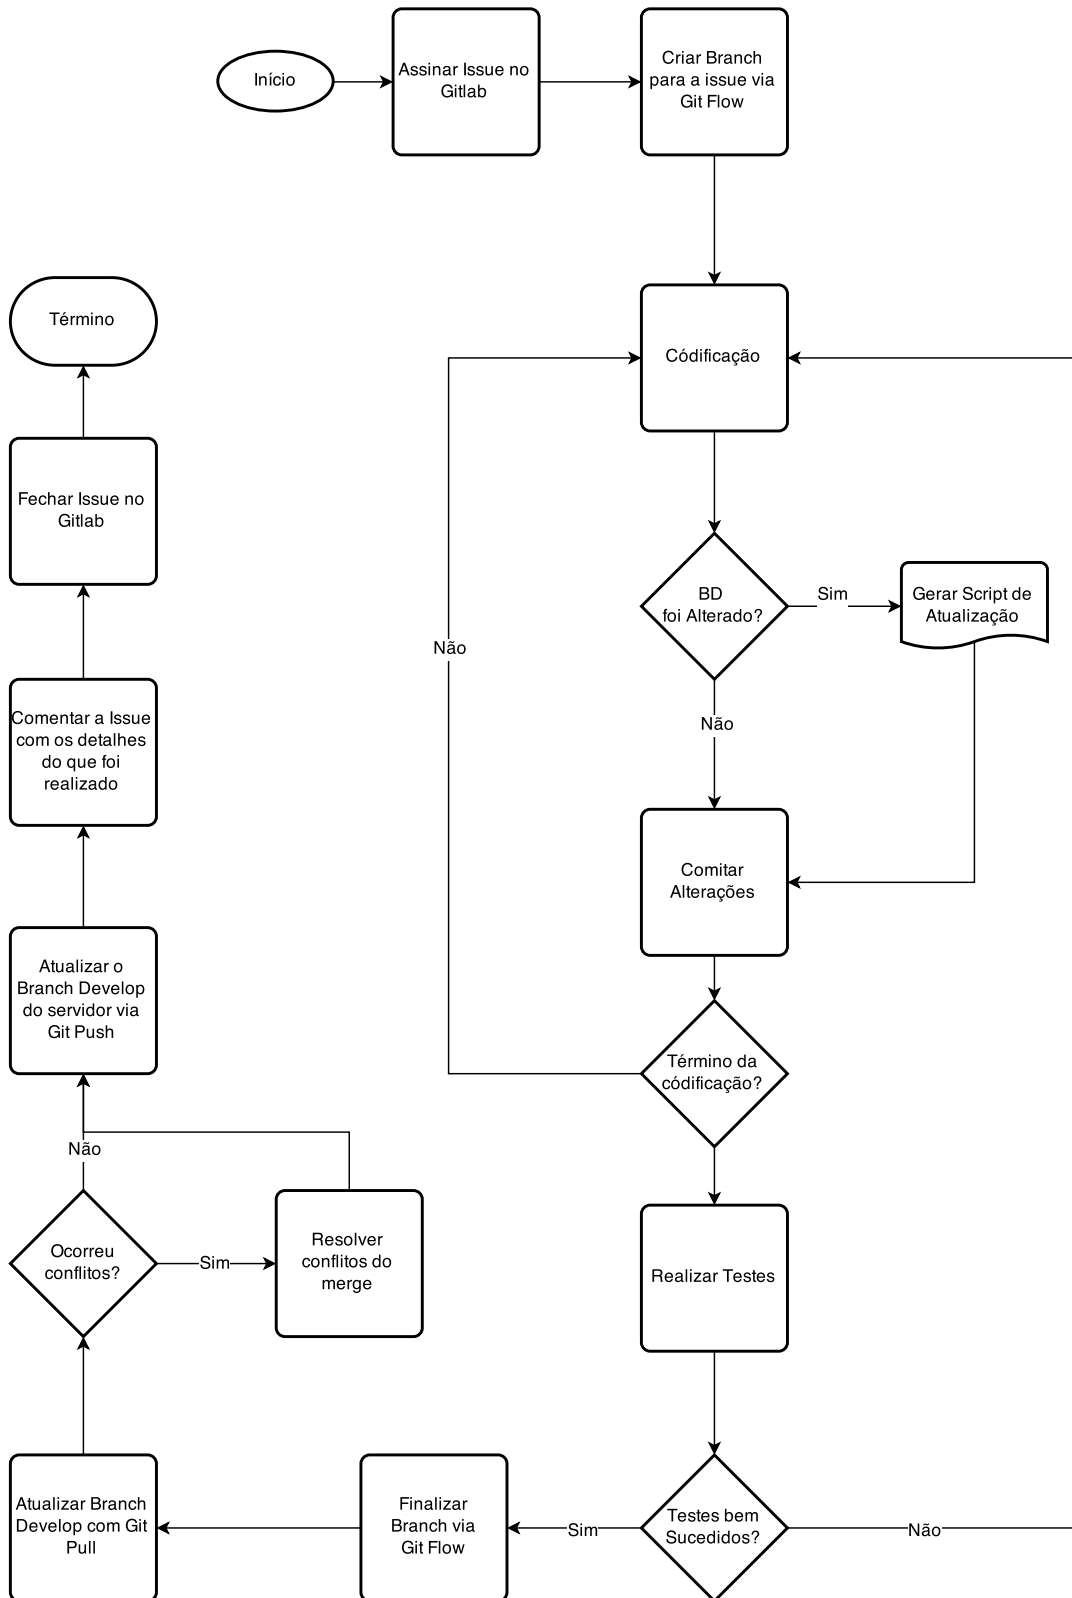 Início
Assinar Issue no
Gitlab
Criar Branch
para a issue via
Git Flow
Códificação
BD
foi Alterado?
Sim
Gerar Script de
Atualização
Não
Comitar
Alterações
Término da
códificação?
Não
Realizar Testes
Testes bem
Sucedidos?
Não
Sim
Finalizar
Branch via
Git Flow
Atualizar Branch
Develop com Git
Pull
Ocorreu
conflitos?
Sim
Resolver
conflitos do
merge
Não
Atualizar o
Branch Develop
do servidor via
Git Push
Comentar a Issue
com os detalhes
do que foi
realizado
Fechar Issue no
Gitlab
Término